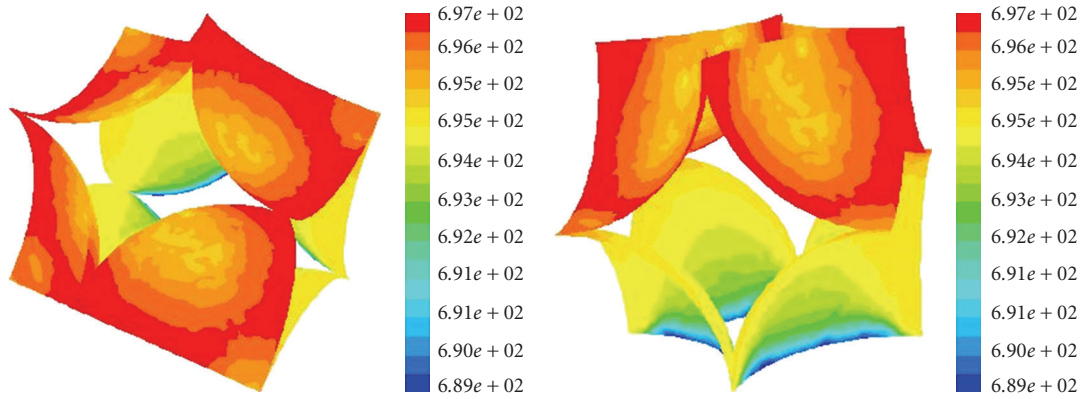 6.97e + 02
6.96e + 02
6.95e + 02
6.95e + 02
6.94e + 02
6.93e + 02
6.92e + 02
6.91e + 02
6.91e + 02
6.90e + 02
6.89e + 02
6.97e + 02
6.96e + 02
6.95e + 02
6.95e + 02
6.94e + 02
6.93e + 02
6.92e + 02
6.91e + 02
6.91e + 02
6.90e + 02
6.89e + 02